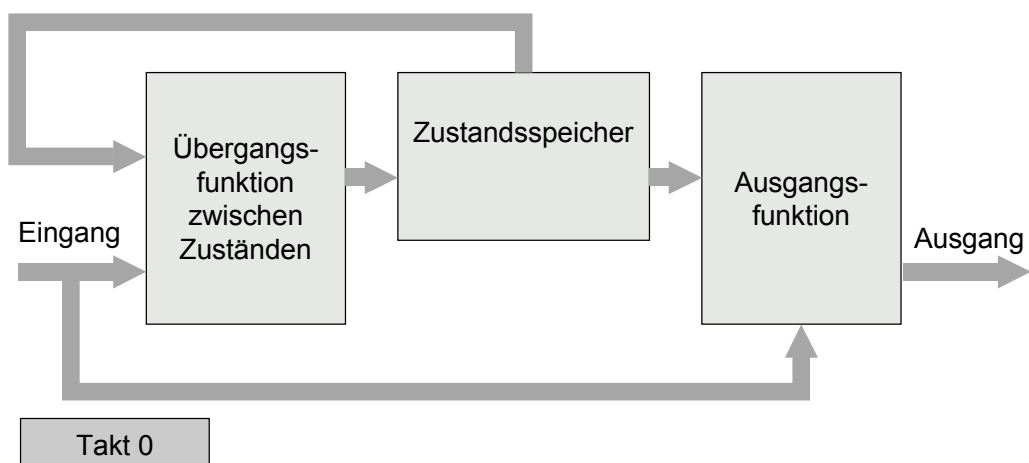 Übergangs-
funktion
zwischen
Zuständen
Zustandsspeicher
Ausgangs-
funktion
Eingang
Ausgang
Takt 0